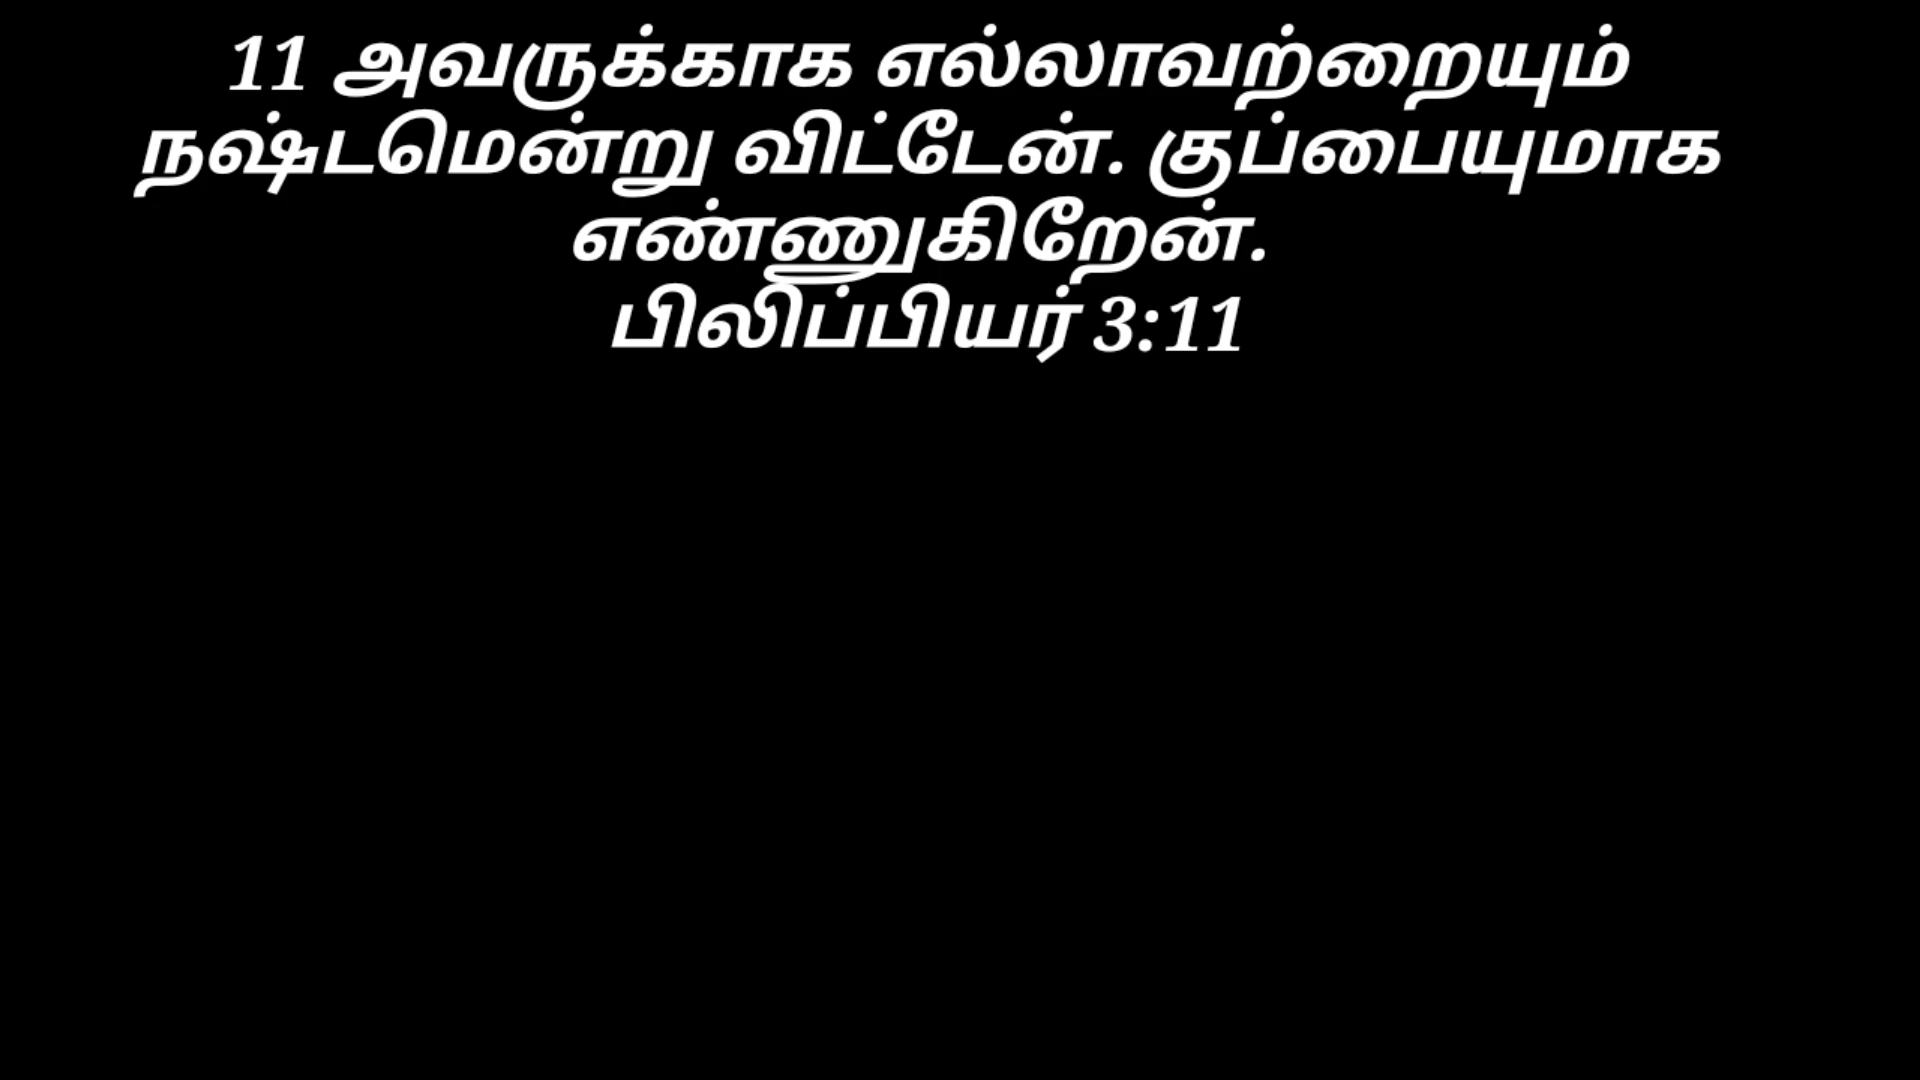 11 அவருக்காக எல்லாவற்றையும்
நஷ்டமென்று விட்டேன். குப்பையுமாக
எண்ணுகிறேன்.
பிலிப்பியர் 3:11